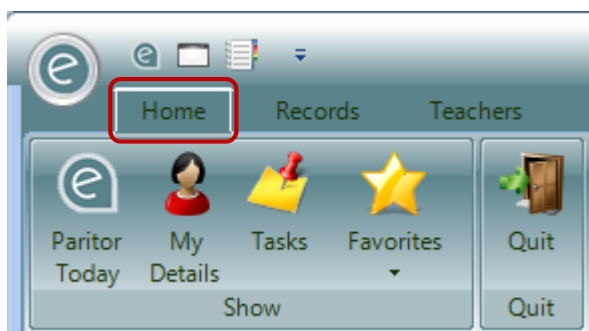 Home Records Teachers
Paritor Today
My Details
Tasks
Favorites
Quit
Show
Quit